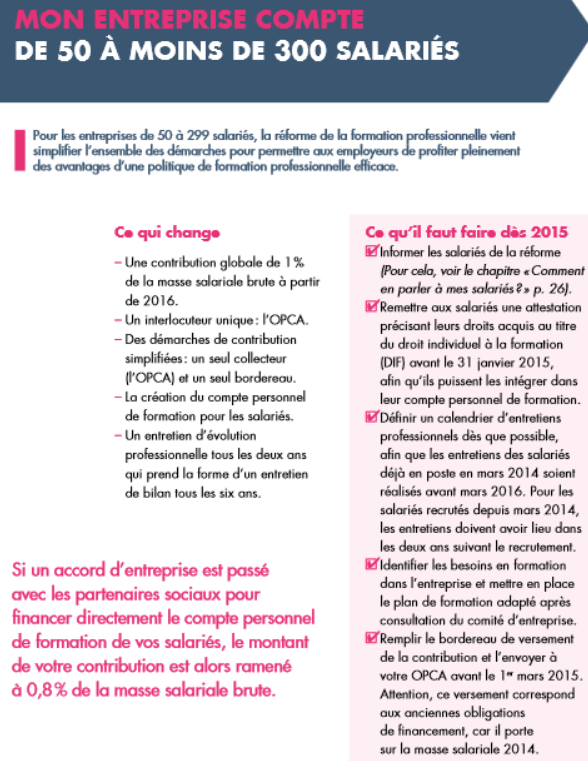 MON ENTREPRISE COMPTE
DE 50 À MOINS DE 300 SALARIÉS
Pour les entreprises de 50 à 299 salariés, la réforme de la formation professionnelle vient
simplifier l'ensemble des démarches pour permettre aux employeurs de profiter pleinement
des avantages d'une politique de formation professionnelle efficace.
Ce qui change
– Une contribution globale de 1 %
de la masse salariale brute à partir
de 2016.
– Un interlocuteur unique : l'OPCA.
– Des démarches de contribution
simplifiées : un seul collecteur
(l'OPCA) et un seul bordereau.
– La création du compte personnel
de formation pour les salariés.
– Un entretien d'évolution
professionnelle tous les deux ans
qui prend la forme d'un entretien
de bilan tous les six ans.
Si un accord d'entreprise est passé
avec les partenaires sociaux pour
financer directement le compte personnel
de formation de vos salariés, le montant
de votre contribution est alors ramené
à 0,8 % de la masse salariale brute.
Ce qu'il faut faire dès 2015
Informer les salariés de la réforme
(Pour cela, voir le chapitre « Comment
en parler à mes salariés ? » p. 26).
Remettre aux salariés une attestation
précisant leurs droits acquis au titre
du droit individuel à la formation
(DIF) avant le 31 janvier 2015,
afin qu'ils puissent les intégrer dans
leur compte personnel de formation.
Définir un calendrier d'entretiens
professionnels dès que possible,
afin que les entretiens des salariés
déjà en poste en mars 2014 soient
réalisés avant mars 2016. Pour les
salariés recrutés depuis mars 2014,
les entretiens doivent avoir lieu dans
les deux ans suivant le recrutement.
Identifier les besoins en formation
dans l'entreprise et mettre en place
le plan de formation adapté après
consultation du comité d'entreprise.
Remplir le bordereau de versement
de la contribution et l'envoyer à
votre OPCA avant le 1er mars 2015.
Attention, ce versement correspond
aux anciennes obligations
de financement, car il porte
sur la masse salariale 2014.